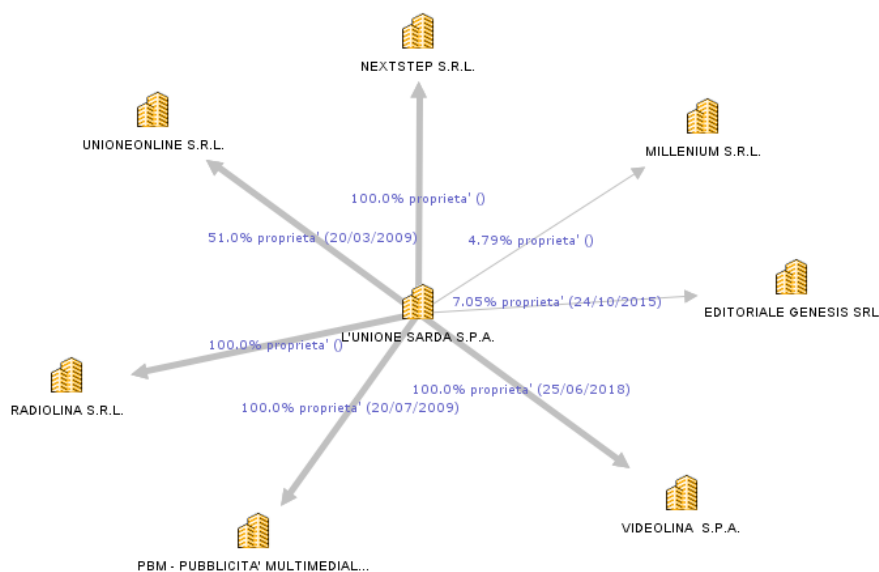 NEXTSTEP S.R.L.
UNIONEONLINE S.R.L.
MILLENIUM S.R.L.
100.0% proprieta' ()
51.0% proprieta' (20/03/2009)
4.79% proprieta' ()
7.05% proprieta' (24/10/2015)
EDITORIALE GENESIS SRL
L'UNIONE SARDA S.P.A.
100.0% proprieta' ()
100.0% proprieta' (25/06/2018)
RADIOLINA S.R.L.
100.0% proprieta' (20/07/2009)
VIDEOLINA S.P.A.
PBM - PUBBLICITA' MULTIMEDIAL...